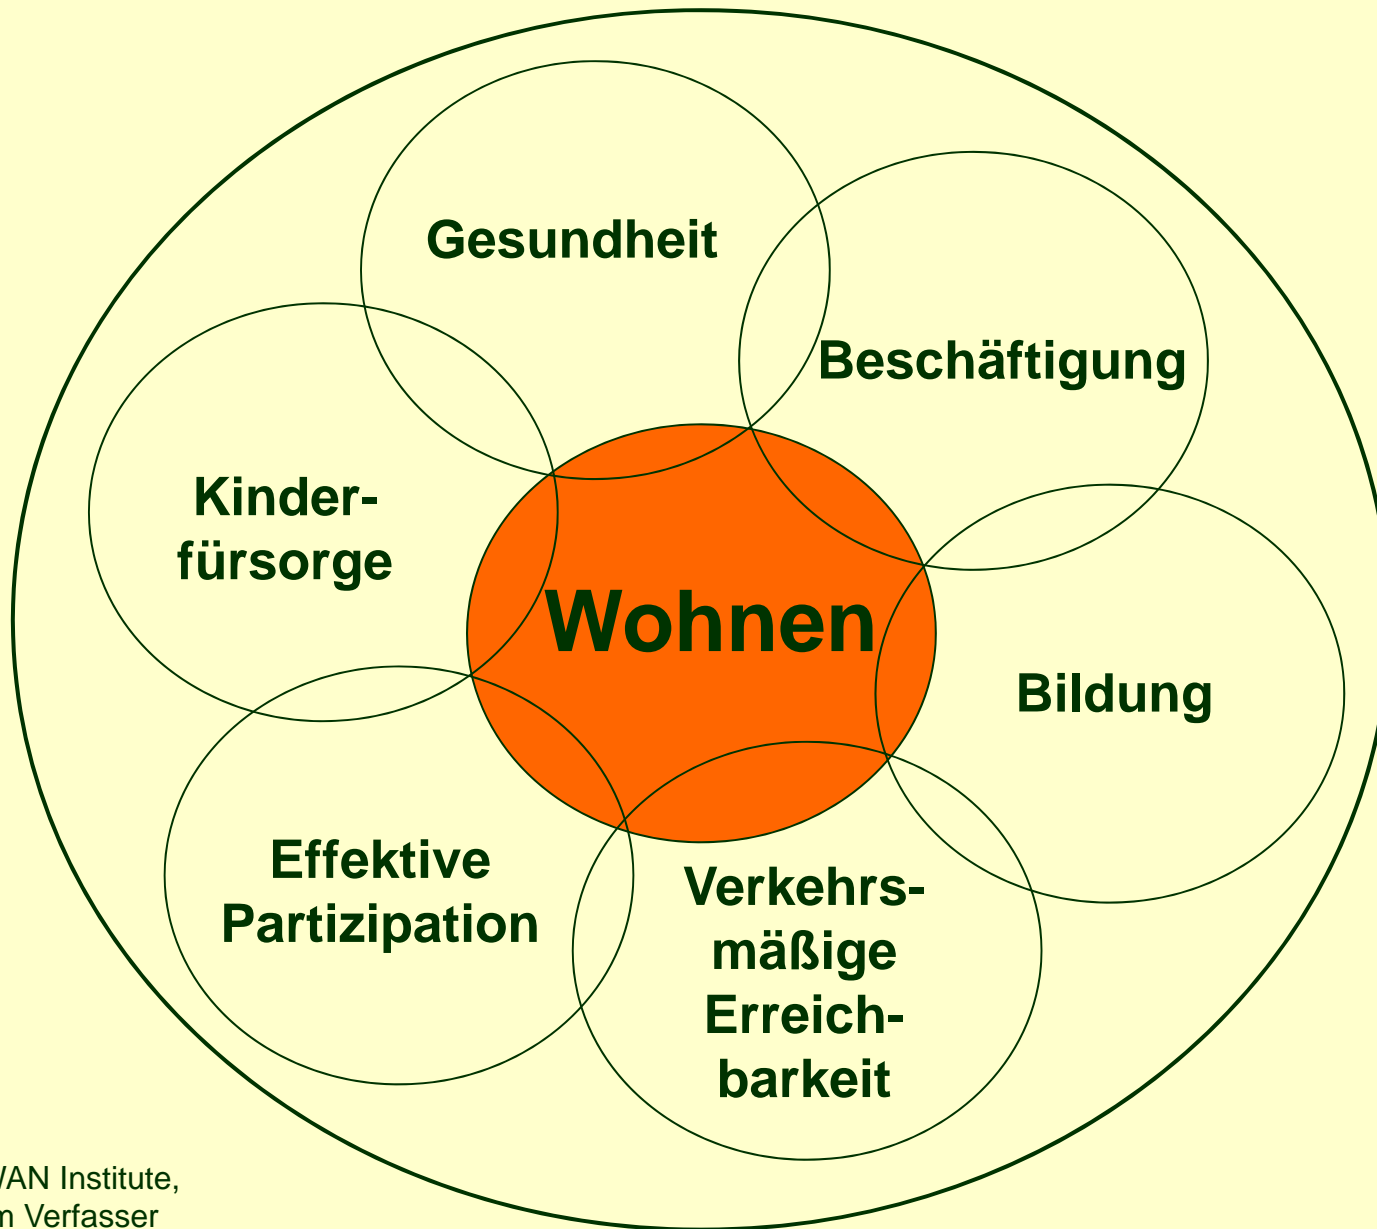 Gesundheit
Beschäftigung
Kinder-
fürsorge
Wohnen
Bildung
Effektive
Partizipation
Verkehrs-
mäßige
Erreich-
barkeit
Institute,
Verfasser